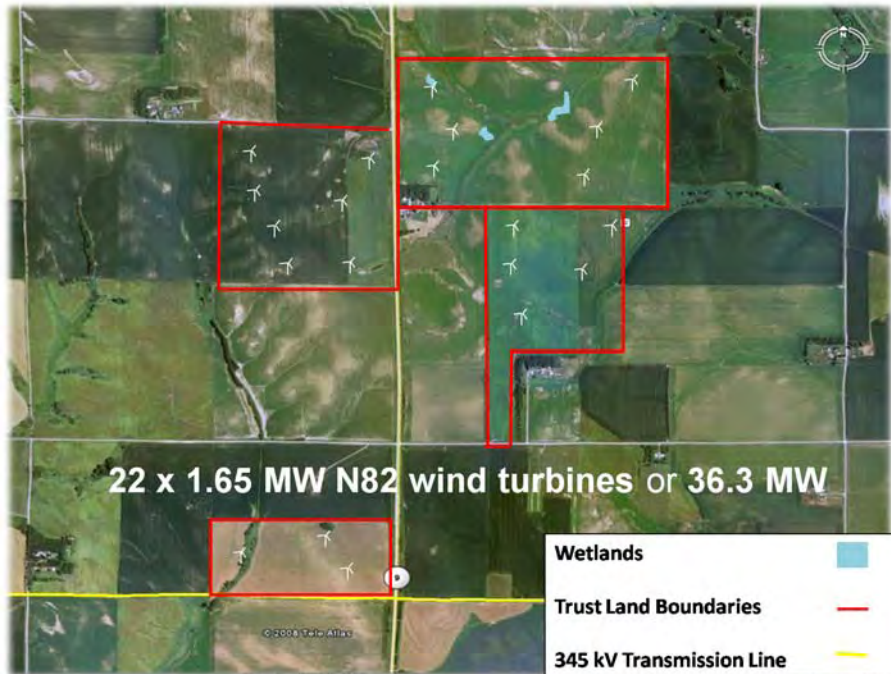 N
22 x 1.65 MW N82 wind turbines or 36.3 MW
Wetlands
Trust Land Boundaries
345 kV Transmission Line
© 2008 Tele Atlas